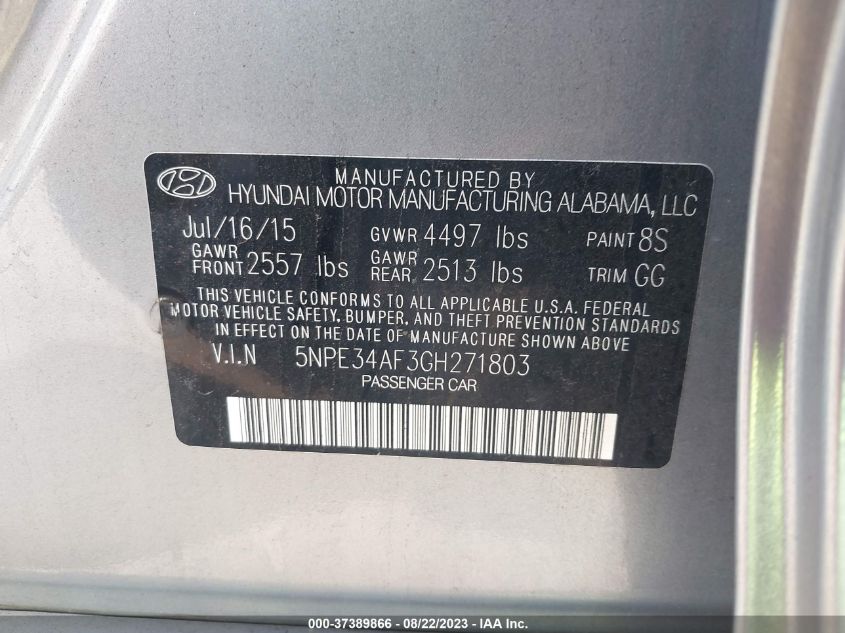 MANUFACTURED BY
HYUNDAI MOTOR MANUFACTURING ALABAMA, LLC
Jul/16/15 GVWR 4497 lbs PAINT 8S
GAWR FRONT 2557 lbs GAWR REAR 2513 lbs TRIM GG
THIS VEHICLE CONFORMS TO ALL APPLICABLE U.S.A. FEDERAL
MOTOR VEHICLE SAFETY, BUMPER, AND THEFT PREVENTION STANDARDS
IN EFFECT ON THE DATE OF MANUFACTURE SHOWN ABOVE
V.I.N 5NPE34AF3GH271803
PASSENGER CAR
000-37389866 - 08/22/2023 - IAA Inc.